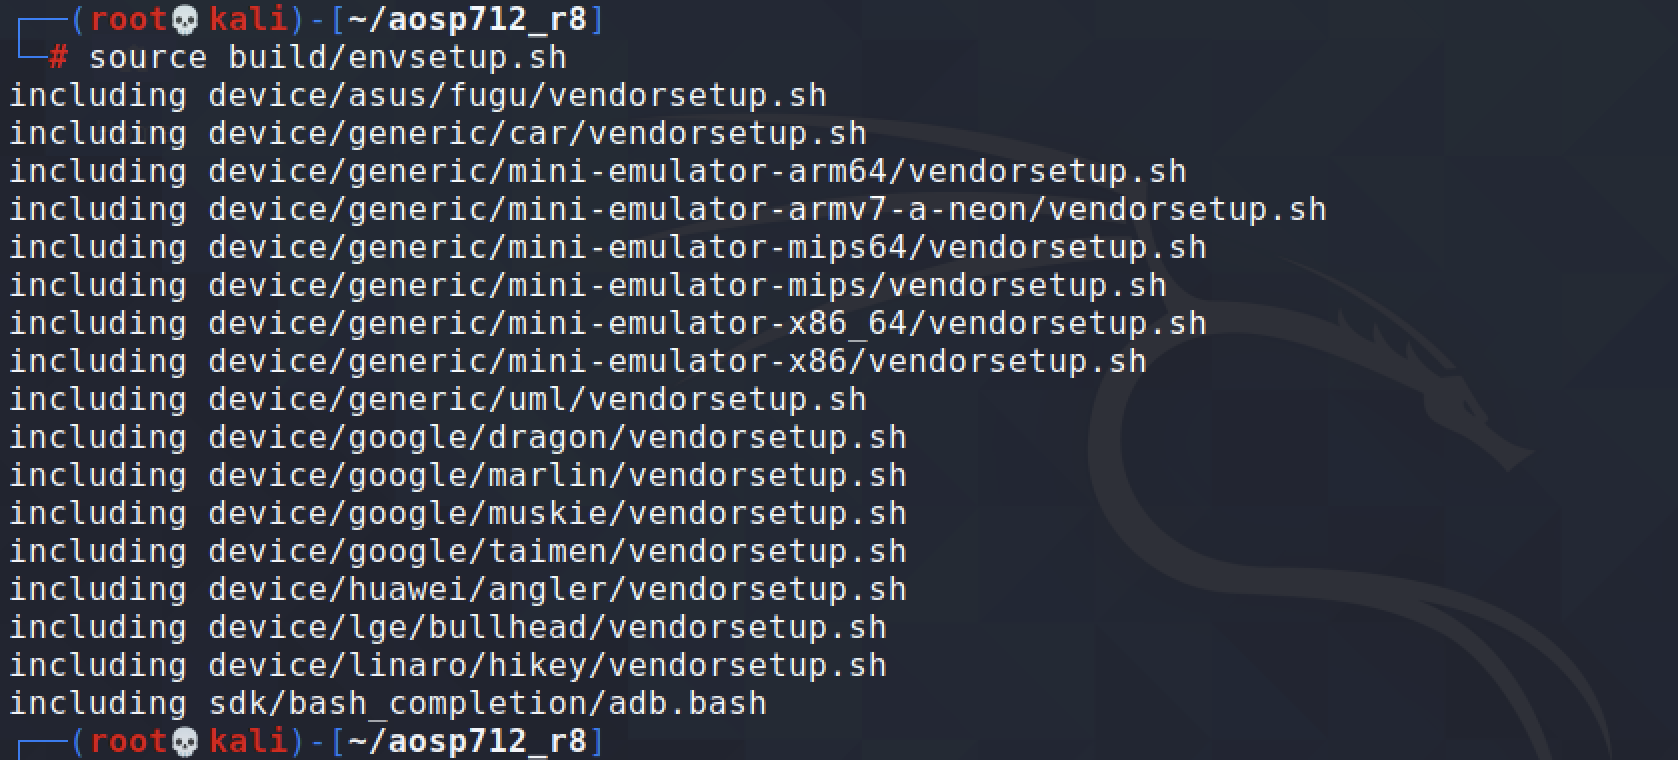 ┌──(root💀kali)-[~/aosp712_r8]
└─# source build/envsetup.sh
including device/asus/fugu/vendorsetup.sh
including device/generic/car/vendorsetup.sh
including device/generic/mini-emulator-arm64/vendorsetup.sh
including device/generic/mini-emulator-armv7-a-neon/vendorsetup.sh
including device/generic/mini-emulator-mips64/vendorsetup.sh
including device/generic/mini-emulator-mips/vendorsetup.sh
including device/generic/mini-emulator-x86_64/vendorsetup.sh
including device/generic/mini-emulator-x86/vendorsetup.sh
including device/generic/uml/vendorsetup.sh
including device/google/dragon/vendorsetup.sh
including device/google/marlin/vendorsetup.sh
including device/google/muskie/vendorsetup.sh
including device/google/taimen/vendorsetup.sh
including device/huawei/angler/vendorsetup.sh
including device/lge/bullhead/vendorsetup.sh
including device/linaro/hikey/vendorsetup.sh
including sdk/bash_completion/adb.bash
┌──(root💀kali)-[~/aosp712_r8]